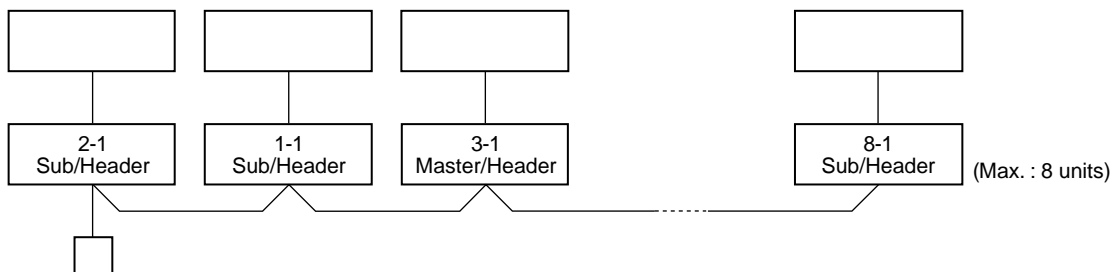 2-1
Sub/Header
1-1
Sub/Header
3-1
Master/Header
8-1
Sub/Header
(Max. : 8 units)